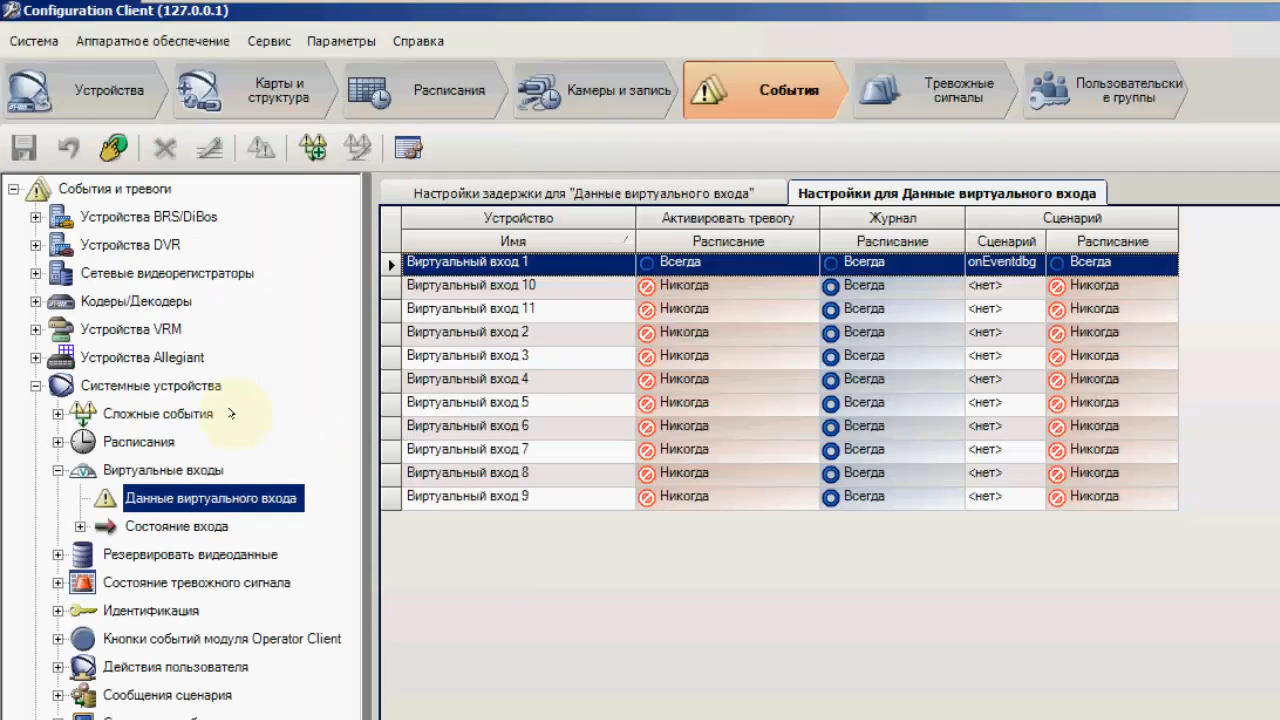 Configuration Client (127.0.0.1)
Система Аппаратное обеспечение Сервис Параметры Справка
Устройства
Карты и
структура
Расписания
Камеры и запись
События
Тревожные
сигналы
Пользовательски
е группы
События и тревоги
Устройства BRS/DiBos
Устройства DVR
Сетевые видеорегистраторы
Кодеры/Декодеры
Устройства VRM
Устройства Allegiant
Системные устройства
Сложные события
Расписания
Виртуальные входы
Данные виртуального входа
Состояние входа
Резервировать видеоданные
Состояние тревожного сигнала
Идентификация
Кнопки событий модуля Operator Client
Действия пользователя
Сообщения сценария
Настройки задержки для "Данные виртуального входа" Настройки для Данные виртуального входа
Устройство Активировать тревогу Журнал Сценарий
Имя Расписание Расписание Сценарий Расписание
Виртуальный вход 1 Всегда Всегда onEventdbg Всегда
Виртуальный вход 10 Никогда Всегда <нет> Никогда
Виртуальный вход 11 Никогда Всегда <нет> Никогда
Виртуальный вход 2 Никогда Всегда <нет> Никогда
Виртуальный вход 3 Никогда Всегда <нет> Никогда
Виртуальный вход 4 Никогда Всегда <нет> Никогда
Виртуальный вход 5 Никогда Всегда <нет> Никогда
Виртуальный вход 6 Никогда Всегда <нет> Никогда
Виртуальный вход 7 Никогда Всегда <нет> Никогда
Виртуальный вход 8 Никогда Всегда <нет> Никогда
Виртуальный вход 9 Никогда Всегда <нет> Никогда